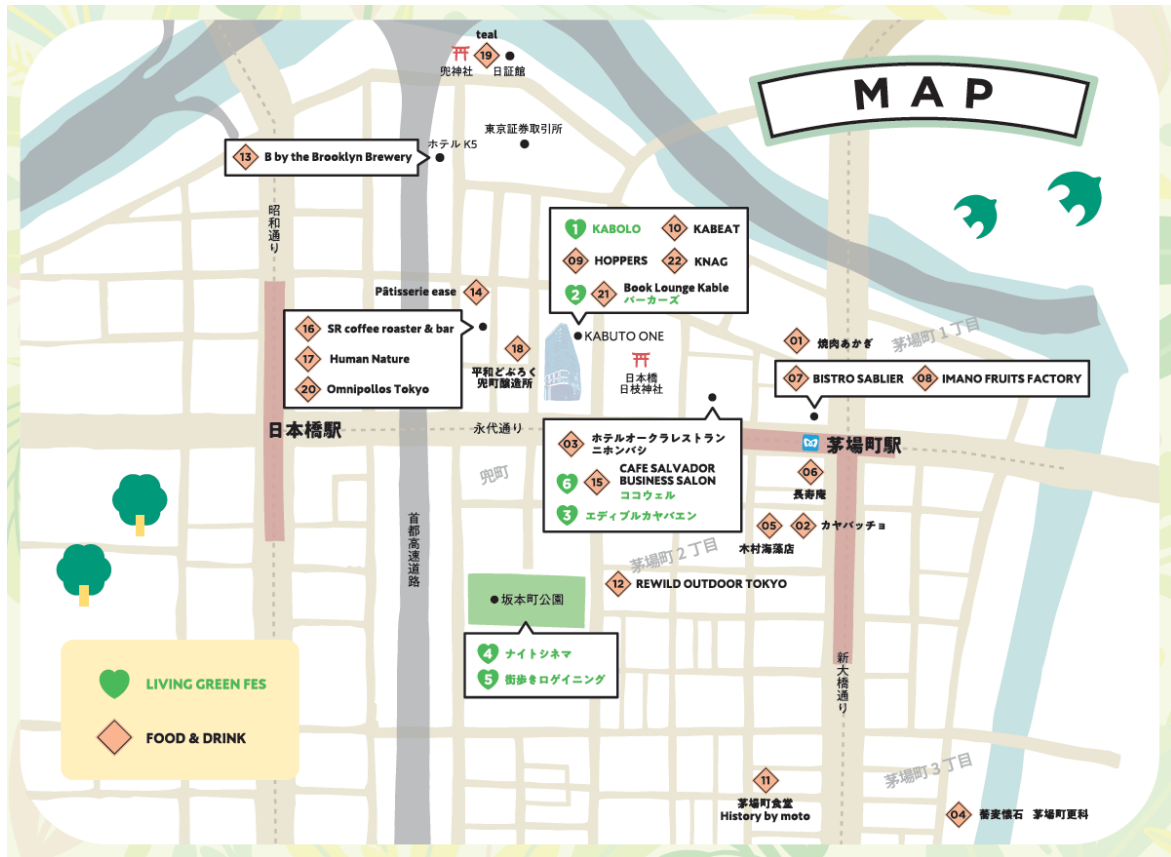 MAP
teal
19
兜神社
日証館
東京証券取引所
ホテル K5
13 B by the Brooklyn Brewery
昭和通り
1 KABOLO
10 KABEAT
09 HOPPERS
22 KNAG
2 21 Book Lounge Kable
パーカーズ
Pâtisserie ease 14
KABUTO ONE
16 SR coffee roaster & bar
17 Human Nature
20 Omnipollos Tokyo
18
平和どぶろく
兜町醸造所
日本橋
日枝神社
01 焼肉あかぎ
茅場町1丁目
07 BISTRO SABLIER
08 IMANO FRUITS FACTORY
日本橋駅
永代通り
茅場町駅
03 ホテルオークラレストラン
ニホンバシ
6 15 CAFE SALVADOR
BUSINESS SALON
ココウェル
3 エディブルカヤバエン
兜町
06
長寿庵
05
木村海藻店
02 カヤバッチョ
首都高速道路
茅場町2丁目
12 REWILD OUTDOOR TOKYO
坂本町公園
4 ナイトシネマ
5 街歩きロゲイニング
新大橋通り
LIVING GREEN FES
FOOD & DRINK
11
茅場町食堂
History by moto
茅場町3丁目
04 蕎麦懐石 茅場町更科